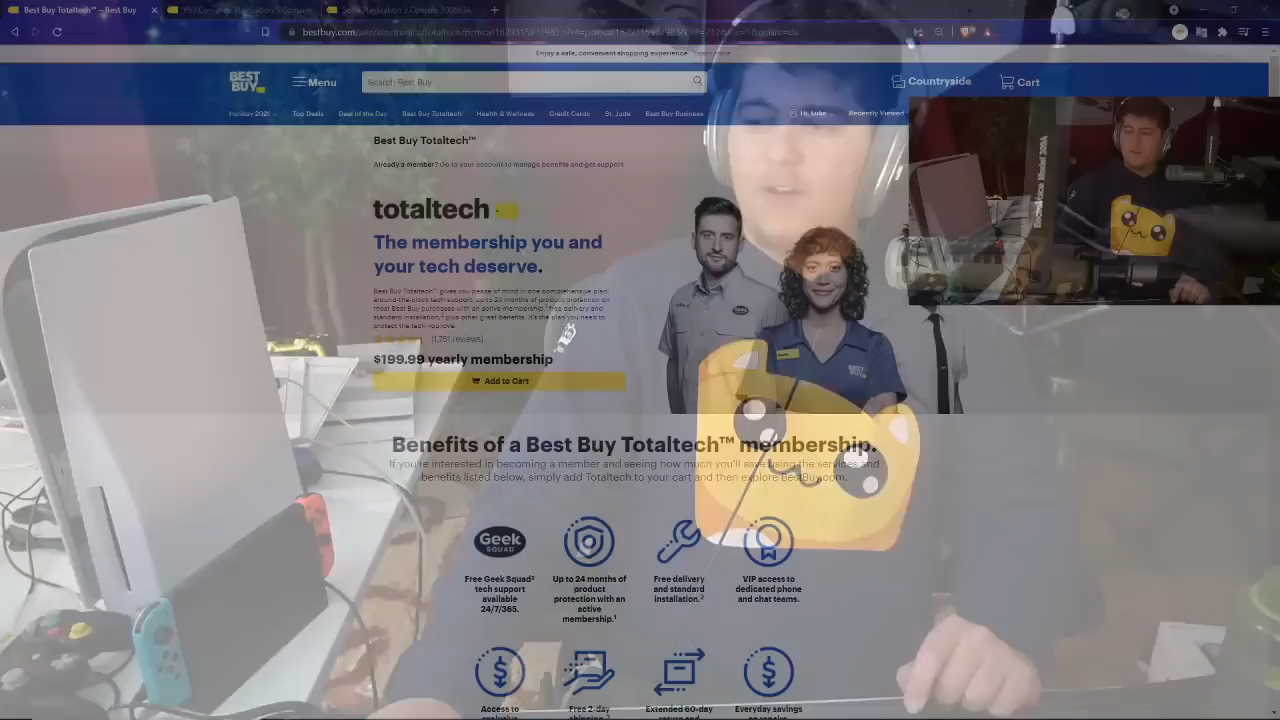 Best Buy Totaltech™ – Best Buy
bestbuy.com
Enjoy a safe, convenient shopping experience. Learn more
BEST BUY
Menu
Search Best Buy
Countryside
Cart
Holiday 2021
Top Deals
Deal of the Day
Best Buy Totaltech
Health & Wellness
Credit Cards
St. Jude
Best Buy Business
Hi, Luke
Recently Viewed
Best Buy Totaltech™
Already a member? Go to your account to manage benefits and get support
totaltech
The membership you and
your tech deserve.
Best Buy Totaltech™ gives you peace of mind in one comprehensive plan:
around-the-clock tech support, up to 24 months of product protection on
most Best Buy purchases with an active membership,¹ free delivery and
standard installation,² plus other great benefits. It's the plan you need to
protect the tech you love.
(1,751 reviews)
$199.99 yearly membership
Add to Cart
BEST BUY
Benefits of a Best Buy Totaltech™ membership.
If you're interested in becoming a member and seeing how much you'll save using the services and
benefits listed below, simply add Totaltech to your cart and then explore BestBuy.com.
Geek
SQUAD
Free Geek Squad®
tech support
available
24/7/365.
Up to 24 months of
product
protection with an
active
membership.¹
Free delivery
and standard
installation.²
VIP access to
dedicated phone
and chat teams.
Access to
exclusive
Free 2-day
shipping.³
Extended 60-day
return and
Everyday savings
on repairs